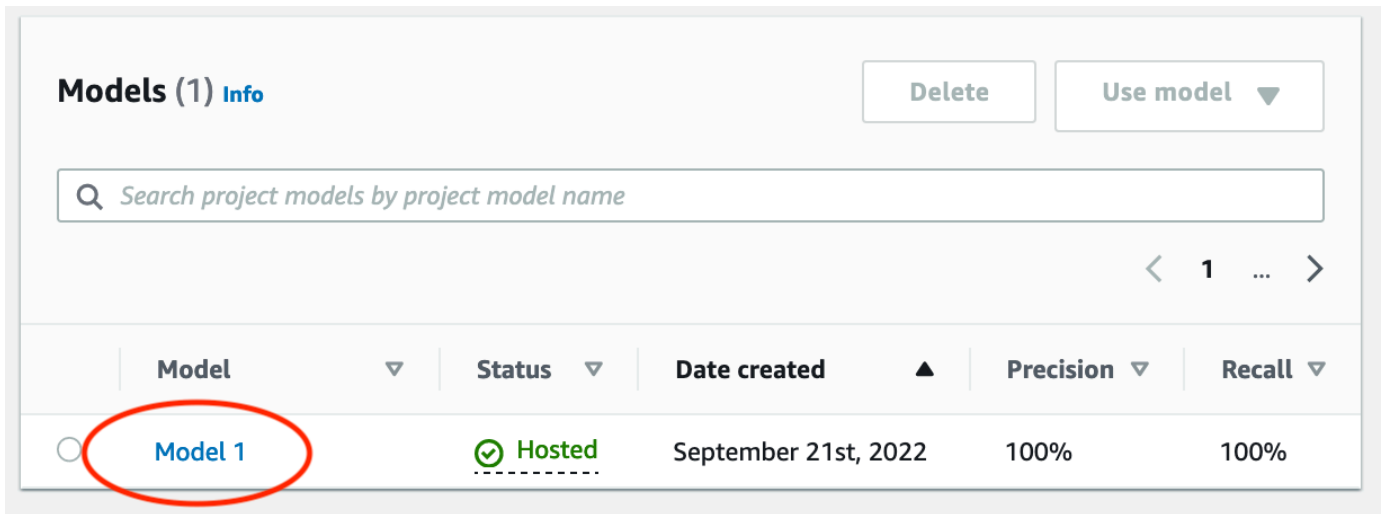 Models (1) Info Delete Use model
Search project models by project model name
1 ...
Model Status Date created Precision Recall
Model 1 Hosted September 21st, 2022 100% 100%